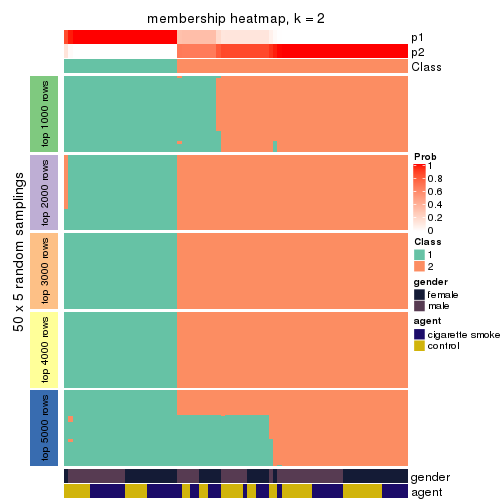 membership heatmap, k = 2
p1
p2
Class
50 x 5 random samplings
top 1000 rows
top 2000 rows
top 3000 rows
top 4000 rows
top 5000 rows
Prob
1
0.8
0.6
0.4
0.2
0
Class
1
2
gender
female
male
agent
cigarette smoke
control
gender
agent